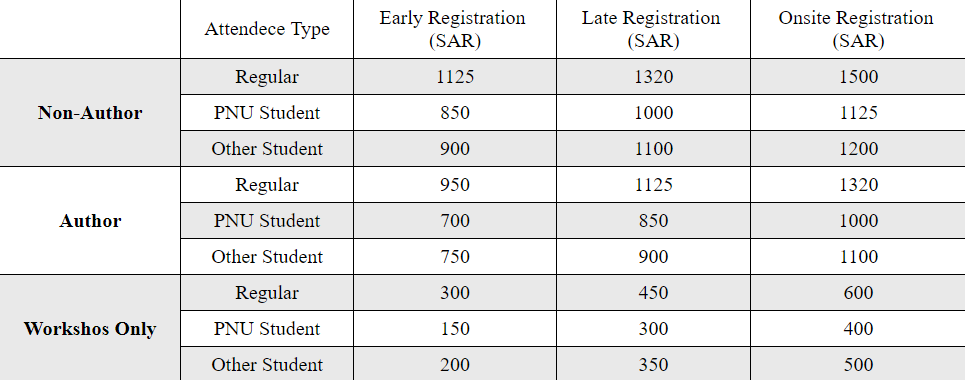 Attendece Type Early Registration (SAR) Late Registration (SAR) Onsite Registration (SAR)
Non-Author
Regular 1125 1320 1500
PNU Student 850 1000 1125
Other Student 900 1100 1200
Author
Regular 950 1125 1320
PNU Student 700 850 1000
Other Student 750 900 1100
Workshos Only
Regular 300 450 600
PNU Student 150 300 400
Other Student 200 350 500